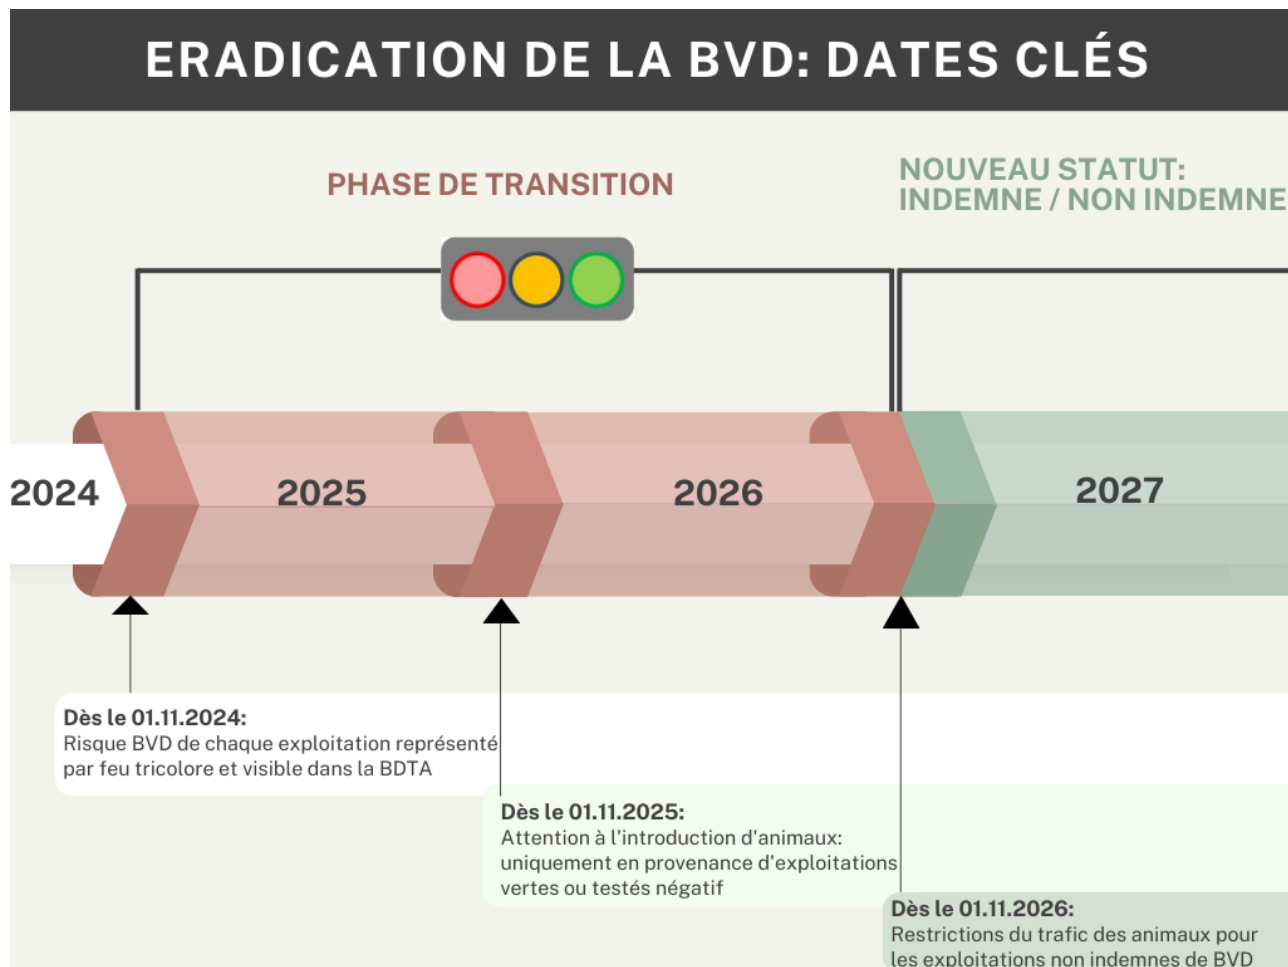 ERADICATION DE LA BVD: DATES CLÉS
PHASE DE TRANSITION
NOUVEAU STATUT:
INDEMNE / NON INDEMNE
2024
2025
2026
2027
Dès le 01.11.2024:
Risque BVD de chaque exploitation représenté
par feu tricolore et visible dans la BDTA
Dès le 01.11.2025:
Attention à l'introduction d'animaux:
uniquement en provenance d'exploitations
vertes ou testés négatif
Dès le 01.11.2026:
Restrictions du trafic des animaux pour
les exploitations non indemnes de BVD